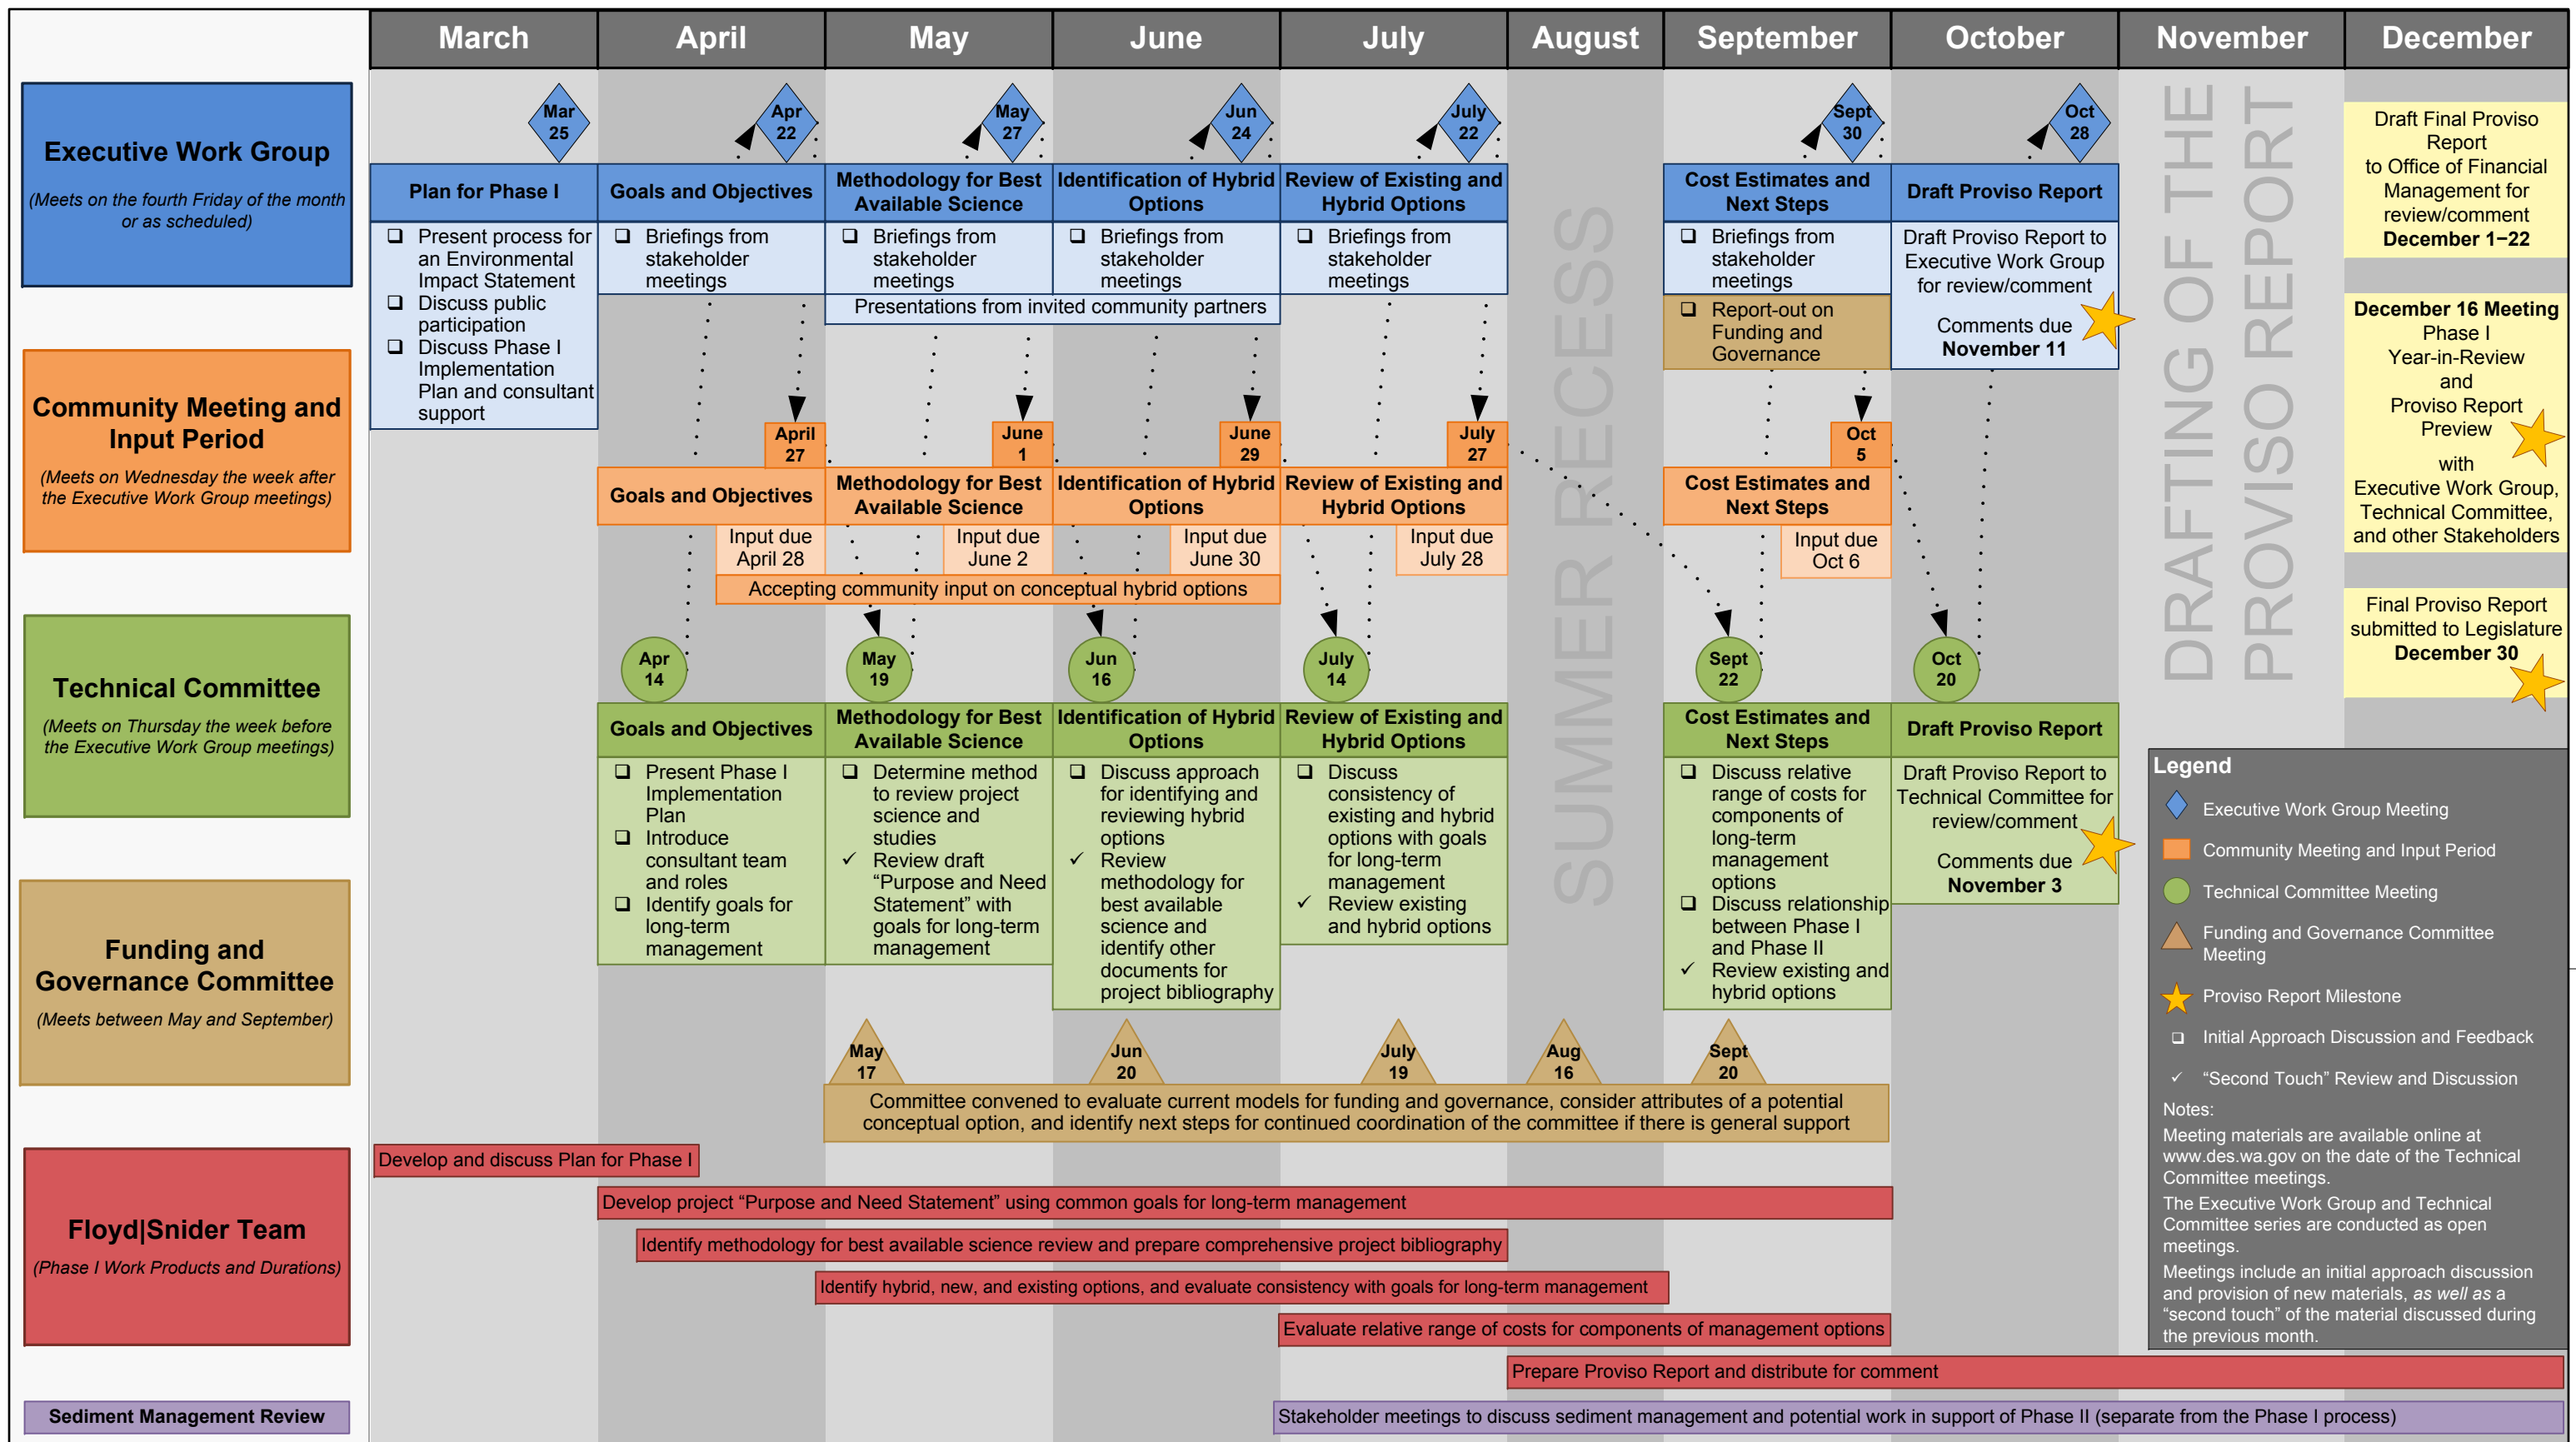 March
April
May
June
July
August
September
October
November
December
Executive Work Group
(Meets on the fourth Friday of the month
or as scheduled)
Mar
25
Apr
22
May
27
Jun
24
July
22
Sept
30
Oct
28
Plan for Phase I
❑ Present process for
an Environmental
Impact Statement
❑ Discuss public
participation
❑ Discuss Phase I
Implementation
Plan and consultant
support
Goals and Objectives
❑ Briefings from
stakeholder
meetings
Methodology for Best
Available Science
❑ Briefings from
stakeholder
meetings
Identification of Hybrid
Options
❑ Briefings from
stakeholder
meetings
Presentations from invited community partners
Review of Existing and
Hybrid Options
❑ Briefings from
stakeholder
meetings
Cost Estimates and
Next Steps
❑ Briefings from
stakeholder
meetings
❑ Report-out on
Funding and
Governance
Draft Proviso Report
Draft Proviso Report to
Executive Work Group
for review/comment
Comments due
November 11
SUMMER RECESS
DRAFTING OF THE
PROVISO REPORT
Draft Final Proviso
Report
to Office of Financial
Management for
review/comment
December 1–22
December 16 Meeting
Phase I
Year-in-Review
and
Proviso Report
Preview
with
Executive Work Group,
Technical Committee,
and other Stakeholders
Final Proviso Report
submitted to Legislature
December 30
Community Meeting and
Input Period
(Meets on Wednesday the week after
the Executive Work Group meetings)
April
27
June
1
June
29
July
27
Oct
5
Goals and Objectives
Methodology for Best
Available Science
Identification of Hybrid
Options
Review of Existing and
Hybrid Options
Cost Estimates and
Next Steps
Input due
April 28
Input due
June 2
Input due
June 30
Input due
July 28
Input due
Oct 6
Accepting community input on conceptual hybrid options
Technical Committee
(Meets on Thursday the week before
the Executive Work Group meetings)
Apr
14
May
19
Jun
16
July
14
Sept
22
Oct
20
Goals and Objectives
❑ Present Phase I
Implementation
Plan
❑ Introduce
consultant team
and roles
❑ Identify goals for
long-term
management
Methodology for Best
Available Science
❑ Determine method
to review project
science and
studies
✓ Review draft
“Purpose and Need
Statement” with
goals for long-term
management
Identification of Hybrid
Options
❑ Discuss approach
for identifying and
reviewing hybrid
options
✓ Review
methodology for
best available
science and
identify other
documents for
project bibliography
Review of Existing and
Hybrid Options
❑ Discuss
consistency of
existing and hybrid
options with goals
for long-term
management
✓ Review existing
and hybrid options
Cost Estimates and
Next Steps
❑ Discuss relative
range of costs for
components of
long-term
management
options
❑ Discuss relationship
between Phase I
and Phase II
✓ Review existing and
hybrid options
Draft Proviso Report
Draft Proviso Report to
Technical Committee for
review/comment
Comments due
November 3
Funding and
Governance Committee
(Meets between May and September)
May
17
Jun
20
July
19
Aug
16
Sept
20
Committee convened to evaluate current models for funding and governance, consider attributes of a potential
conceptual option, and identify next steps for continued coordination of the committee if there is general support
Floyd|Snider Team
(Phase I Work Products and Durations)
Develop and discuss Plan for Phase I
Develop project “Purpose and Need Statement” using common goals for long-term management
Identify methodology for best available science review and prepare comprehensive project bibliography
Identify hybrid, new, and existing options, and evaluate consistency with goals for long-term management
Evaluate relative range of costs for components of management options
Prepare Proviso Report and distribute for comment
Sediment Management Review
Stakeholder meetings to discuss sediment management and potential work in support of Phase II (separate from the Phase I process)
Legend
Executive Work Group Meeting
Community Meeting and Input Period
Technical Committee Meeting
Funding and Governance Committee
Meeting
Proviso Report Milestone
❑ Initial Approach Discussion and Feedback
✓ “Second Touch” Review and Discussion
Notes:
Meeting materials are available online at
www.des.wa.gov on the date of the Technical
Committee meetings.
The Executive Work Group and Technical
Committee series are conducted as open
meetings.
Meetings include an initial approach discussion
and provision of new materials, as well as a
“second touch” of the material discussed during
the previous month.